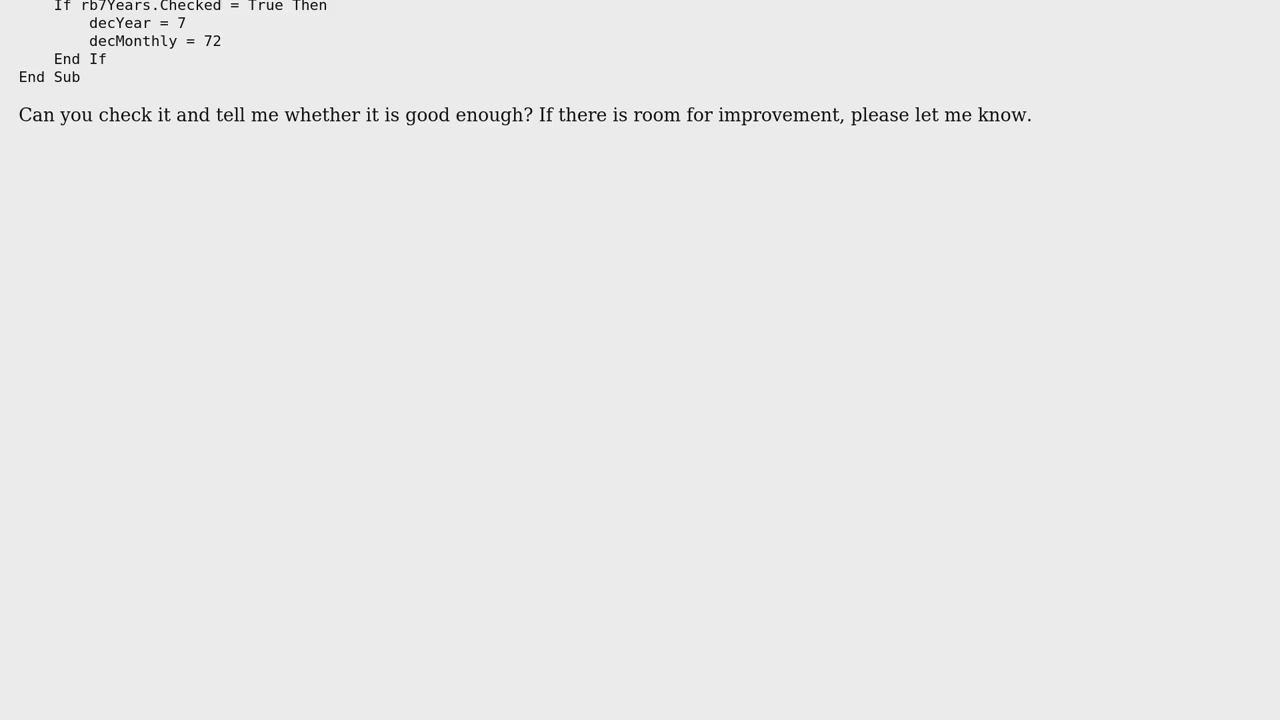 If rb7Years.Checked = True Then
        decYear = 7
        decMonthly = 72
    End If
End Sub
Can you check it and tell me whether it is good enough? If there is room for improvement, please let me know.